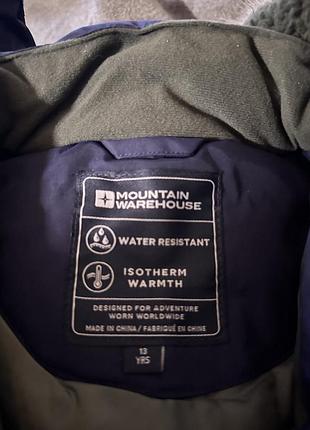 MOUNTAIN
WAREHOUSE
WATER RESISTANT
ISOTHERM
WARMTH
DESIGNED FOR ADVENTURE
WORN WORLDWIDE
MADE IN CHINA / FABRIQUÉ EN CHINE
13
YRS